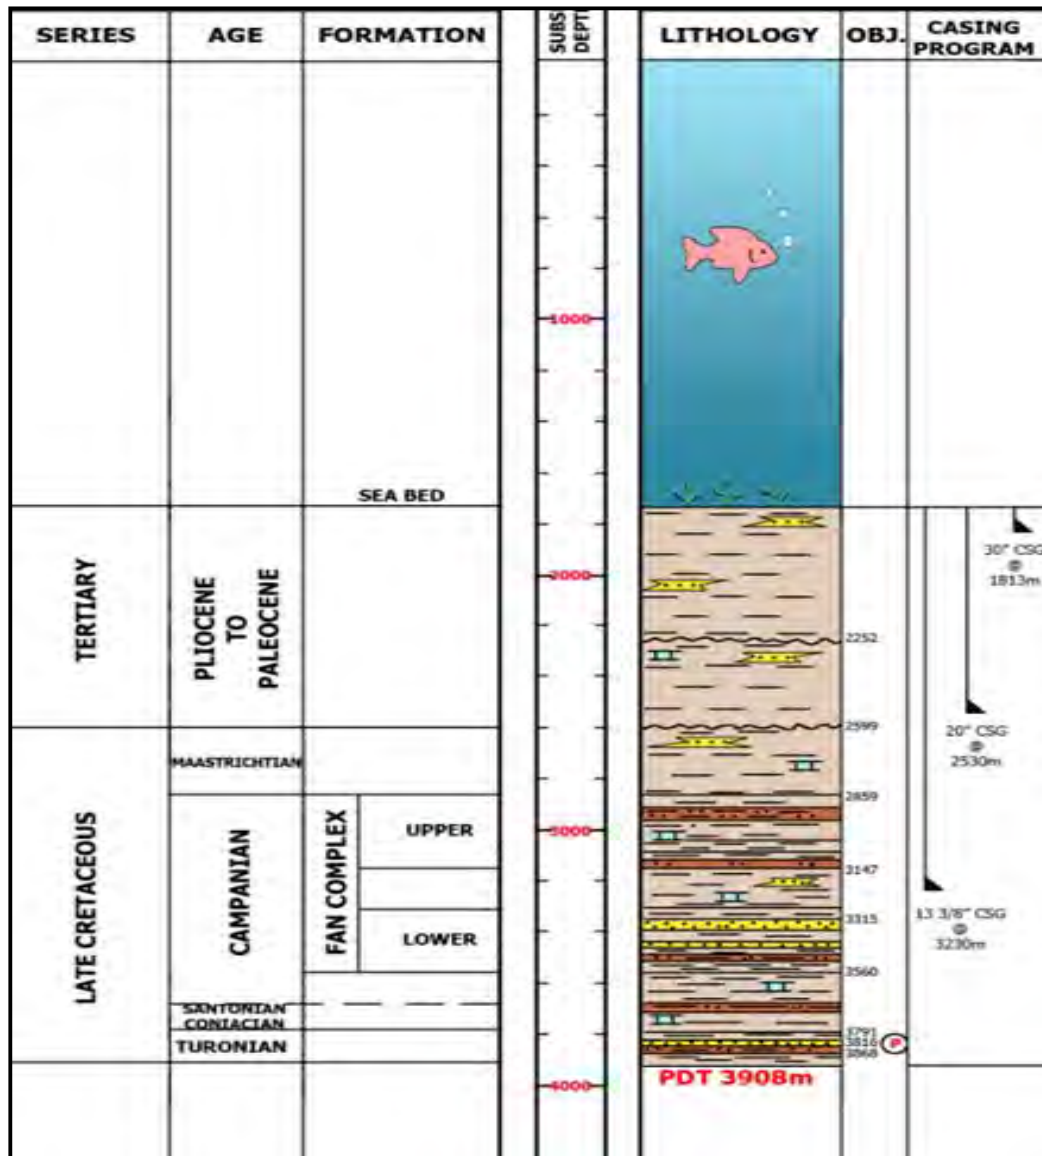 SERIES
AGE
FORMATION
SUBS
DEPT
LITHOLOGY
OBJ.
CASING
PROGRAM
1000
SEA BED
TERTIARY
PLIOCENE
TO
PALEOCENE
2000
30" CSG
@
1813m
2252
2599
20" CSG
@
2530m
LATE CRETACEOUS
MAASTRICHTIAN
2859
CAMPANIAN
FAN COMPLEX
UPPER
3000
3147
LOWER
3315
13 3/8" CSG
@
3230m
3560
SANTONIAN
CONIACIAN
TURONIAN
3791
3816
P
3868
PDT 3908m
4000